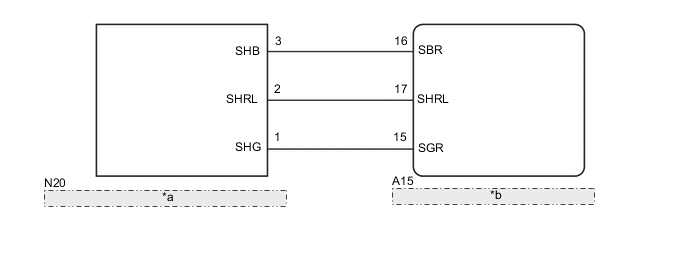 SHB 3 16 SBR
SHRL 2 17 SHRL
SHG 1 15 SGR
N20 A15
*a *b